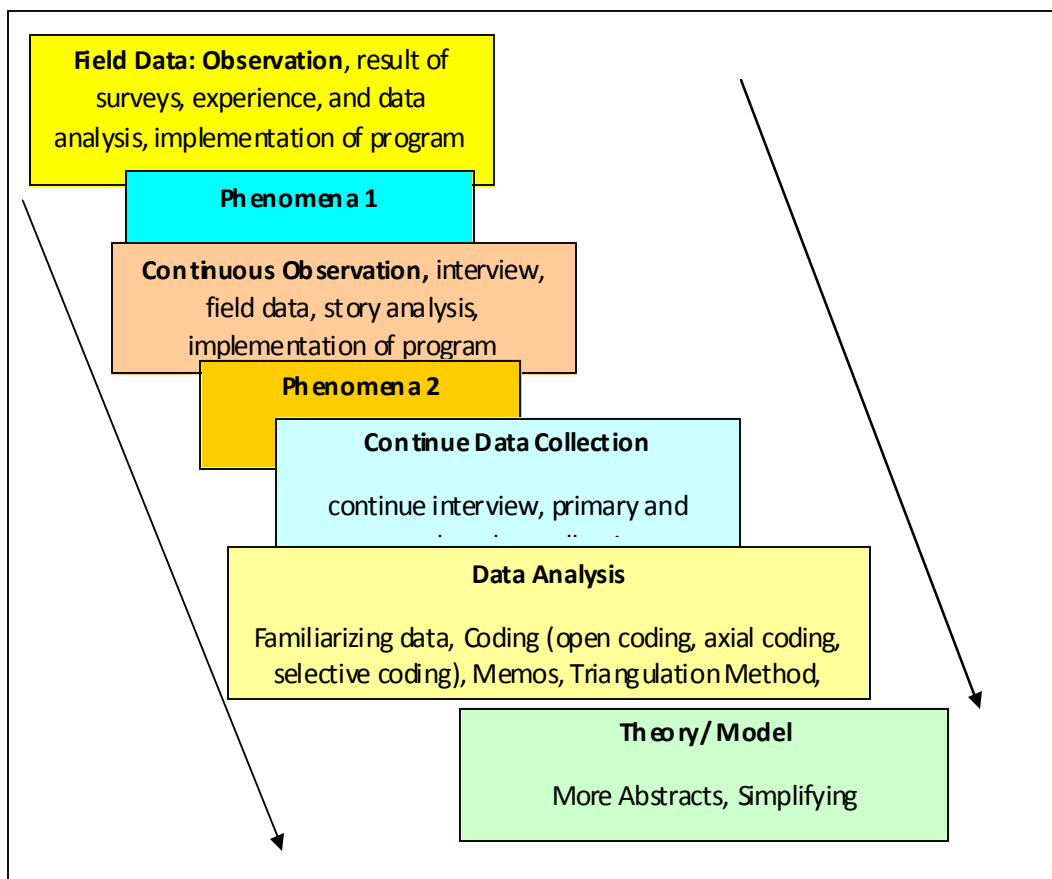 Field Data: Observation, result of
surveys, experience, and data
analysis, implementation of program
Phenomena 1
Continuous Observation, interview,
field data, story analysis,
implementation of program
Phenomena 2
Continue Data Collection
continue interview, primary and
Data Analysis
Familiarizing data, Coding (open coding, axial coding,
selective coding), Memos, Triangulation Method,
Theory/ Model
More Abstracts, Simplifying